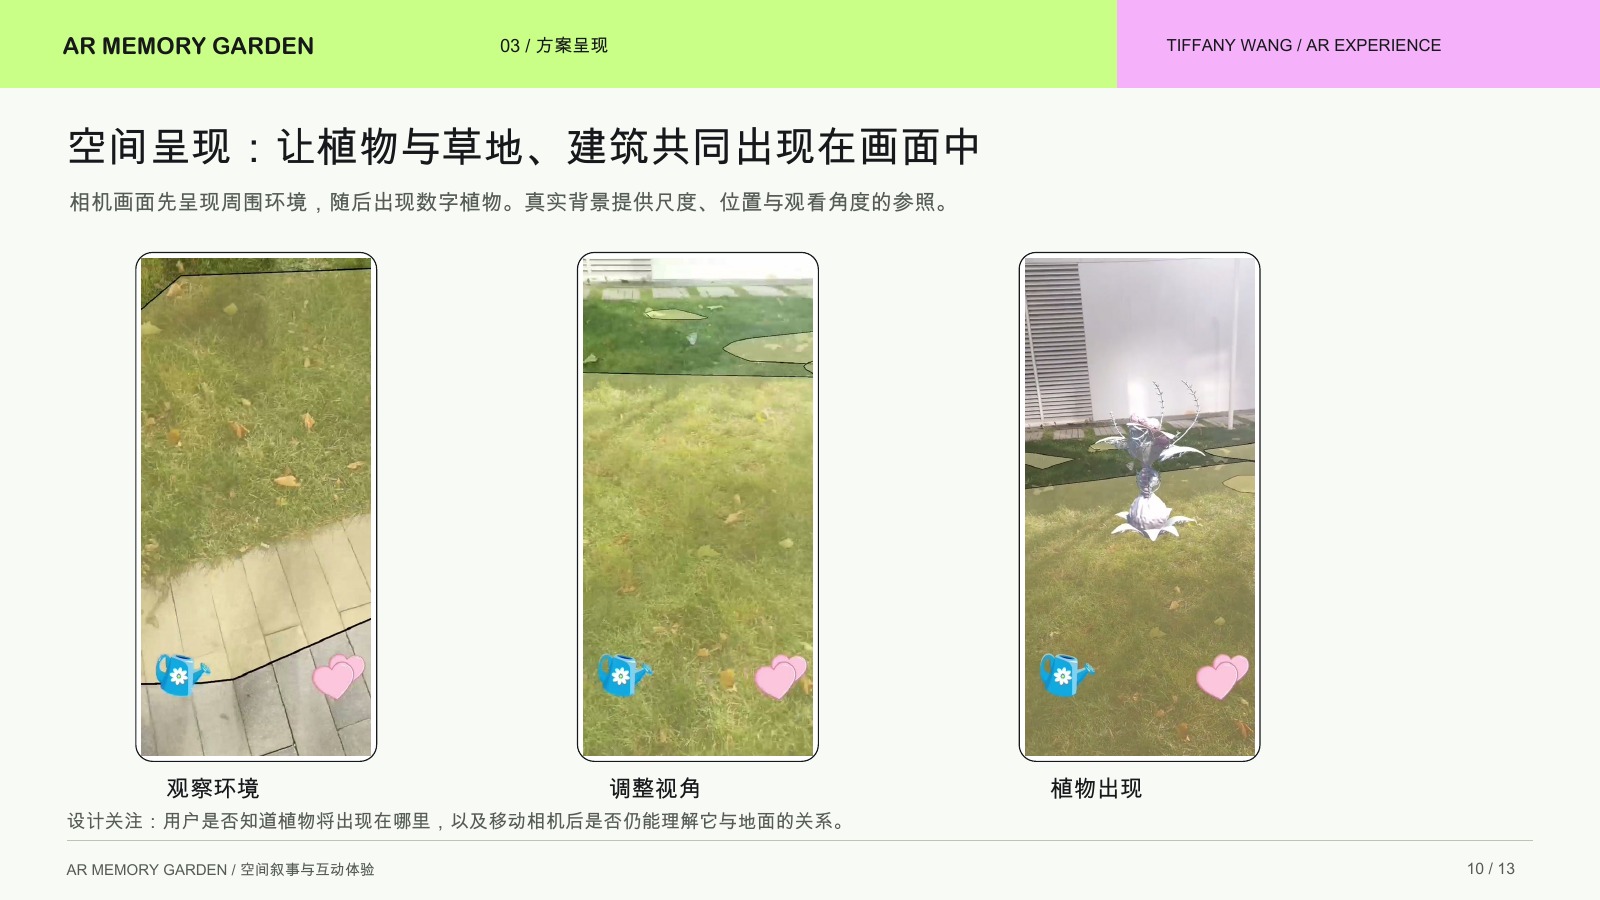 AR MEMORY GARDEN
03 / 方案呈现
TIFFANY WANG / AR EXPERIENCE
空间呈现：让植物与草地、建筑共同出现在画面中
相机画面先呈现周围环境，随后出现数字植物。真实背景提供尺度、位置与观看角度的参照。
观察环境
调整视角
植物出现
设计关注：用户是否知道植物将出现在哪里，以及移动相机后是否仍能理解它与地面的关系。
AR MEMORY GARDEN / 空间叙事与互动体验
10 / 13